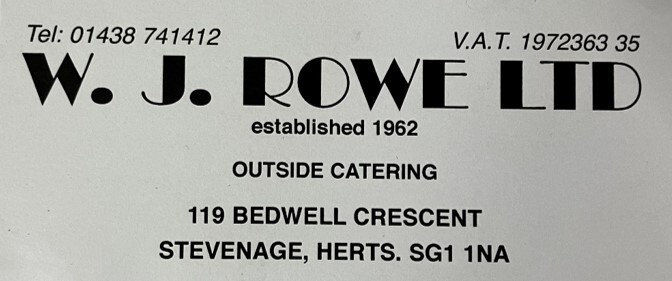 Tel: 01438 741412 V.A.T. 1972363 35
W. J. ROWE LTD
established 1962
OUTSIDE CATERING
119 BEDWELL CRESCENT
STEVENAGE, HERTS. SG1 1NA